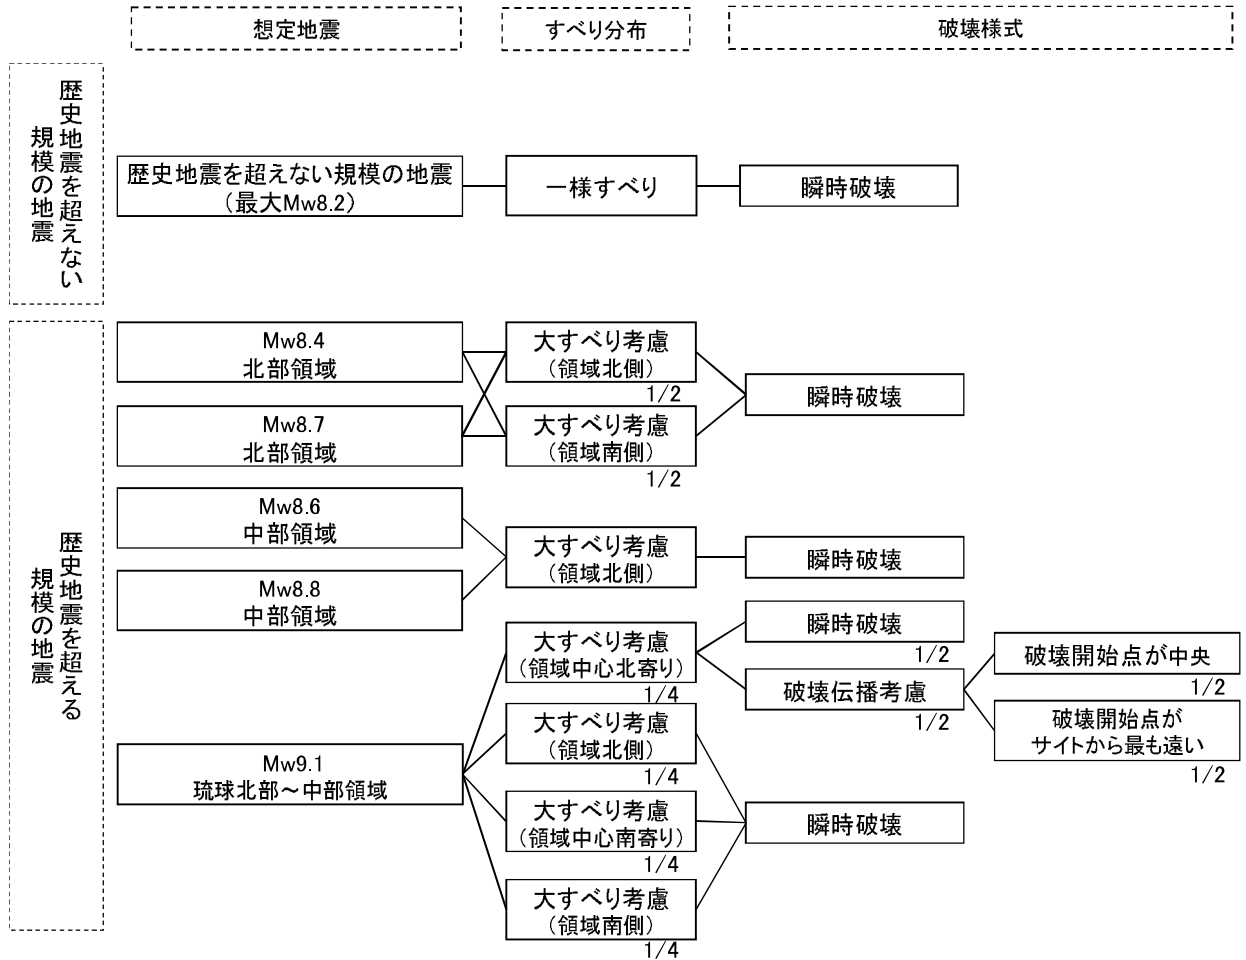 想定地震
すべり分布
破壊様式
歴史地震を超えない
規模の地震
歴史地震を超えない規模の地震
（最大Mw8.2）
一様すべり
瞬時破壊
歴史地震を超える
規模の地震
Mw8.4
北部領域
Mw8.7
北部領域
大すべり考慮
（領域北側）
1/2
大すべり考慮
（領域南側）
1/2
瞬時破壊
Mw8.6
中部領域
Mw8.8
中部領域
大すべり考慮
（領域北側）
瞬時破壊
Mw9.1
琉球北部～中部領域
大すべり考慮
（領域中心北寄り）
1/4
瞬時破壊
1/2
破壊伝播考慮
1/2
破壊開始点が中央
1/2
破壊開始点が
サイトから最も遠い
1/2
大すべり考慮
（領域北側）
1/4
大すべり考慮
（領域中心南寄り）
1/4
大すべり考慮
（領域南側）
1/4
瞬時破壊